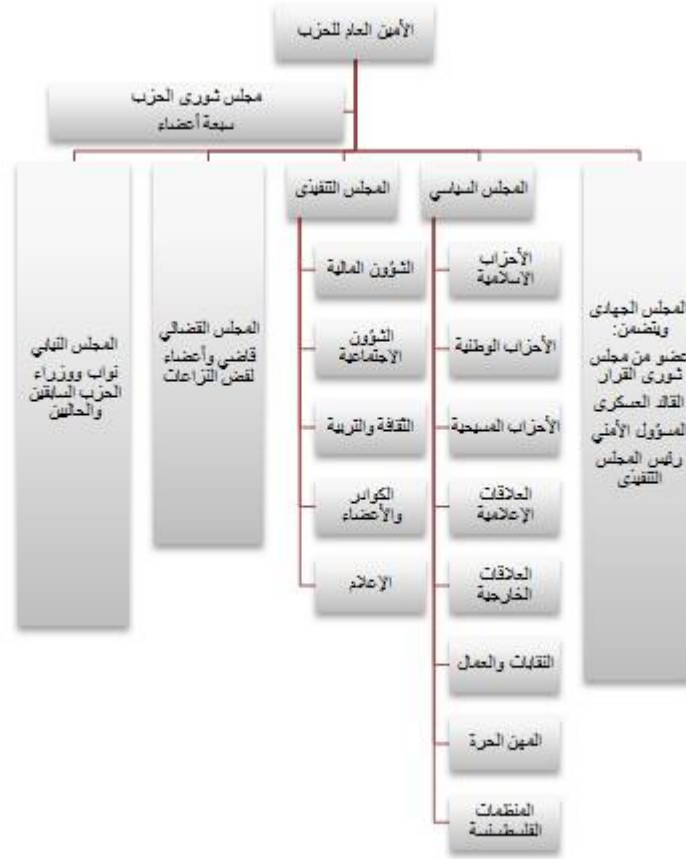 الأمين العام للحزب
مجلس شورى الحزب
سبعة أعضاء
المجلس الجهادي
ويتضمن:
عضو من مجلس
شورى القرار
القائد العسكري
المسؤول الأمني
رئيس المجلس
التنفيذي
المجلس السياسي
الأحزاب
الاسلامية
الأحزاب الوطنية
الأحزاب المسيحية
العلاقات
الإعلامية
العلاقات
الخارجية
النقابات والعمال
المهن الحرة
المنظمات
الفلسطينية
المجلس التنفيذي
الشؤون المالية
الشؤون
الاجتماعية
الثقافة والتربية
الكوادر
والأعضاء
الإعلام
المجلس القضائي
قاضي وأعضاء
لفض النزاعات
المجلس النيابي
نواب ووزراء
الحزب السابقين
والحاليين